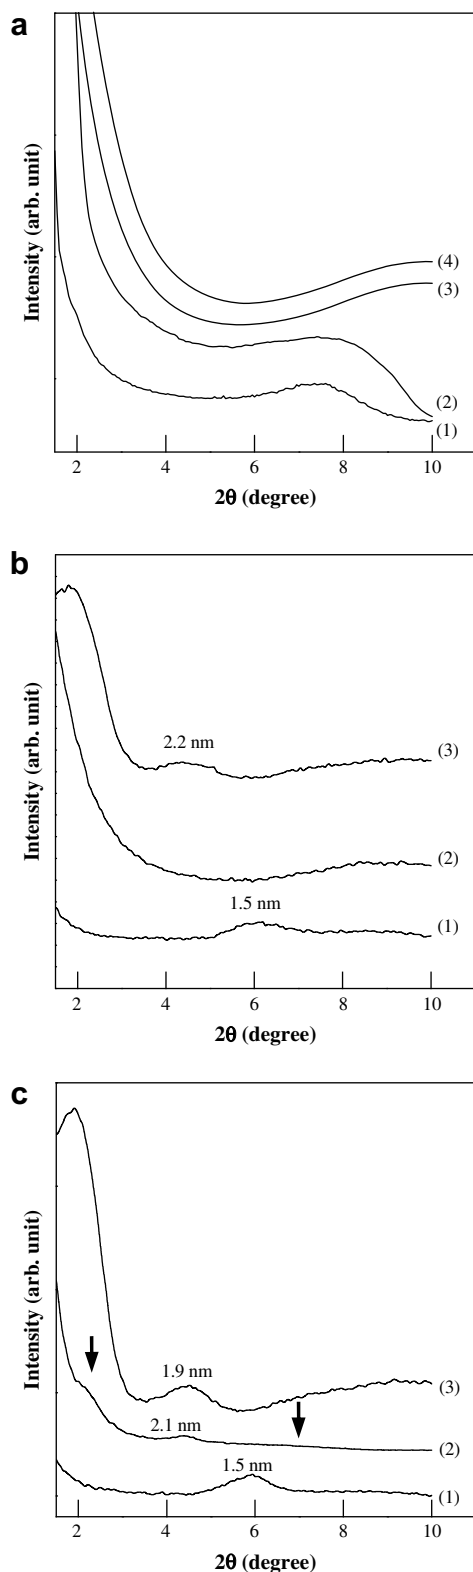 a
Intensity (arb. unit)
(4)
(3)
(2)
(1)
2 4 6 8 10
2θ (degree)
b
Intensity (arb. unit)
2.2 nm
(3)
(2)
1.5 nm
(1)
2 4 6 8 10
2θ (degree)
c
Intensity (arb. unit)
1.9 nm
(3)
2.1 nm
(2)
1.5 nm
(1)
2 4 6 8 10
2θ (degree)